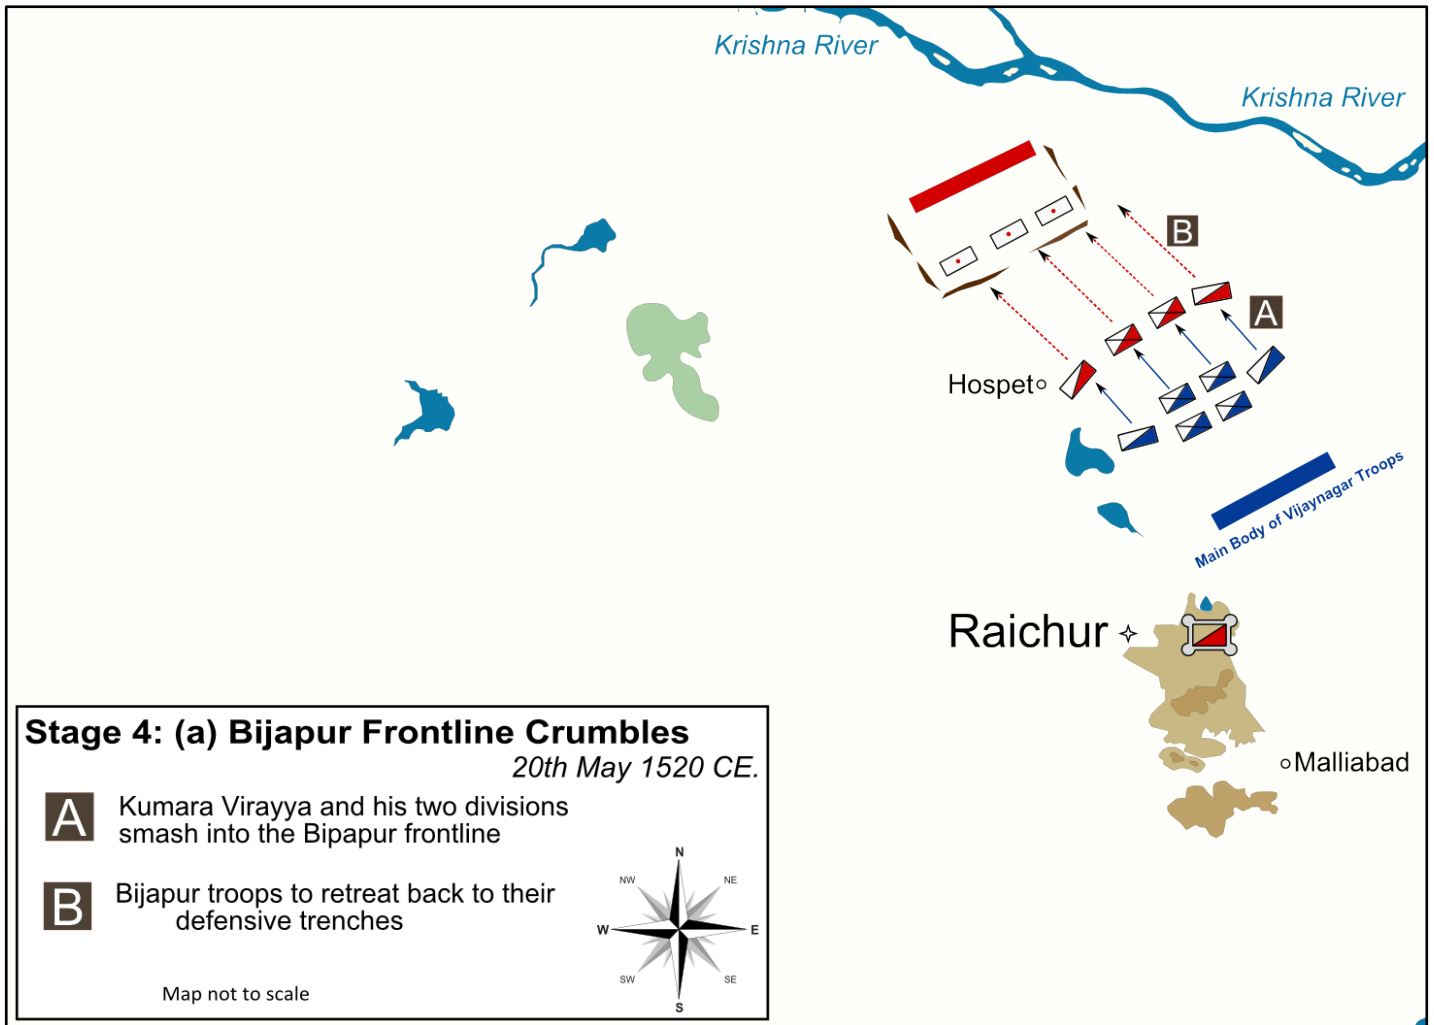 Krishna River
Krishna River
B
A
Hospet
Main Body of Vijaynagar Troops
Raichur
Malliabad
Stage 4: (a) Bijapur Frontline Crumbles
20th May 1520 CE.
A Kumara Virayya and his two divisions
smash into the Bipapur frontline
B Bijapur troops to retreat back to their
defensive trenches
N
NW NE
W E
SW SE
S
Map not to scale